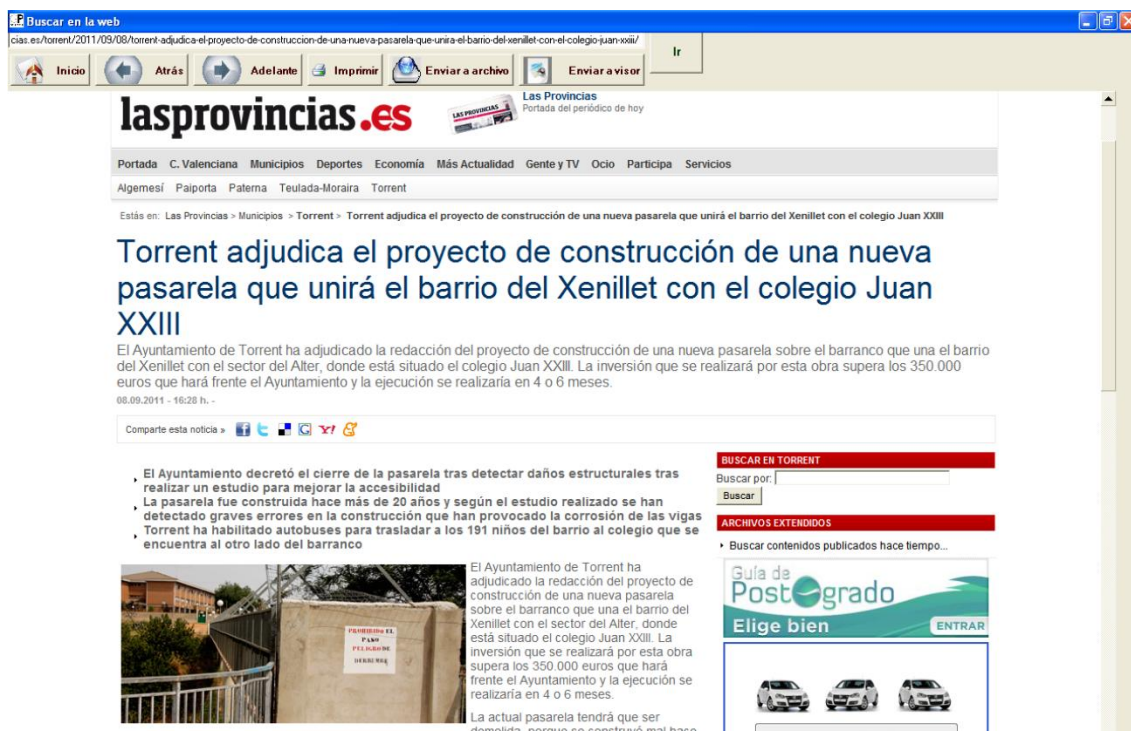 Buscar en la web
cias.es/torrent/2011/09/08/torrent-adjudica-el-proyecto-de-construccion-de-una-nueva-pasarela-que-unira-el-barrio-del-xenillet-con-el-colegio-juan-xxiii/
Ir
Inicio Atrás Adelante Imprimir Enviar a archivo Enviar a visor
lasprovincias.es
LAS PROVINCIAS
Las Provincias
Portada del periódico de hoy
Portada C. Valenciana Municipios Deportes Economía Más Actualidad Gente y TV Ocio Participa Servicios
Algemesí Paiporta Paterna Teulada-Moraira Torrent
Estás en: Las Provincias > Municipios > Torrent > Torrent adjudica el proyecto de construcción de una nueva pasarela que unirá el barrio del Xenillet con el colegio Juan XXIII
Torrent adjudica el proyecto de construcción de una nueva
pasarela que unirá el barrio del Xenillet con el colegio Juan
XXIII
El Ayuntamiento de Torrent ha adjudicado la redacción del proyecto de construcción de una nueva pasarela sobre el barranco que una el barrio
del Xenillet con el sector del Alter, donde está situado el colegio Juan XXIII. La inversión que se realizará por esta obra supera los 350.000
euros que hará frente el Ayuntamiento y la ejecución se realizaría en 4 o 6 meses.
08.09.2011 - 16:28 h. -
Comparte esta noticia »
El Ayuntamiento decretó el cierre de la pasarela tras detectar daños estructurales tras
realizar un estudio para mejorar la accesibilidad
La pasarela fue construida hace más de 20 años y según el estudio realizado se han
detectado graves errores en la construcción que han provocado la corrosión de las vigas
Torrent ha habilitado autobuses para trasladar a los 191 niños del barrio al colegio que se
encuentra al otro lado del barranco
PROHIBIDO EL
PASO
PELIGRO DE
DERRUMBE
El Ayuntamiento de Torrent ha
adjudicado la redacción del proyecto de
construcción de una nueva pasarela
sobre el barranco que una el barrio del
Xenillet con el sector del Alter, donde
está situado el colegio Juan XXIII. La
inversión que se realizará por esta obra
supera los 350.000 euros que hará
frente el Ayuntamiento y la ejecución se
realizaría en 4 o 6 meses.
La actual pasarela tendrá que ser
demolida, porque se construyó mal hace
BUSCAR EN TORRENT
Buscar por:
Buscar
ARCHIVOS EXTENDIDOS
Buscar contenidos publicados hace tiempo...
Guía de
Postgrado
Elige bien
ENTRAR